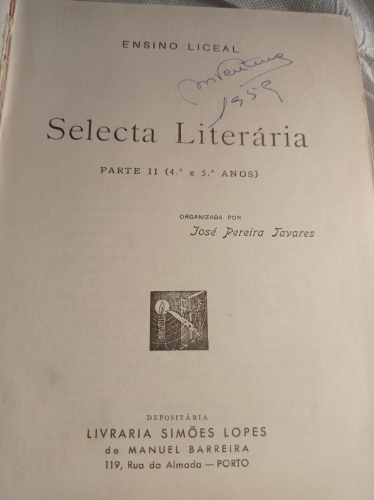 ENSINO LICEAL
1959
Selecta Literária
PARTE II (4.º e 5.º ANOS)
ORGANIZADA POR
José Pereira Tavares
DEPOSITÁRIA
LIVRARIA SIMÕES LOPES
de MANUEL BARREIRA
119, Rua do Almada — PORTO